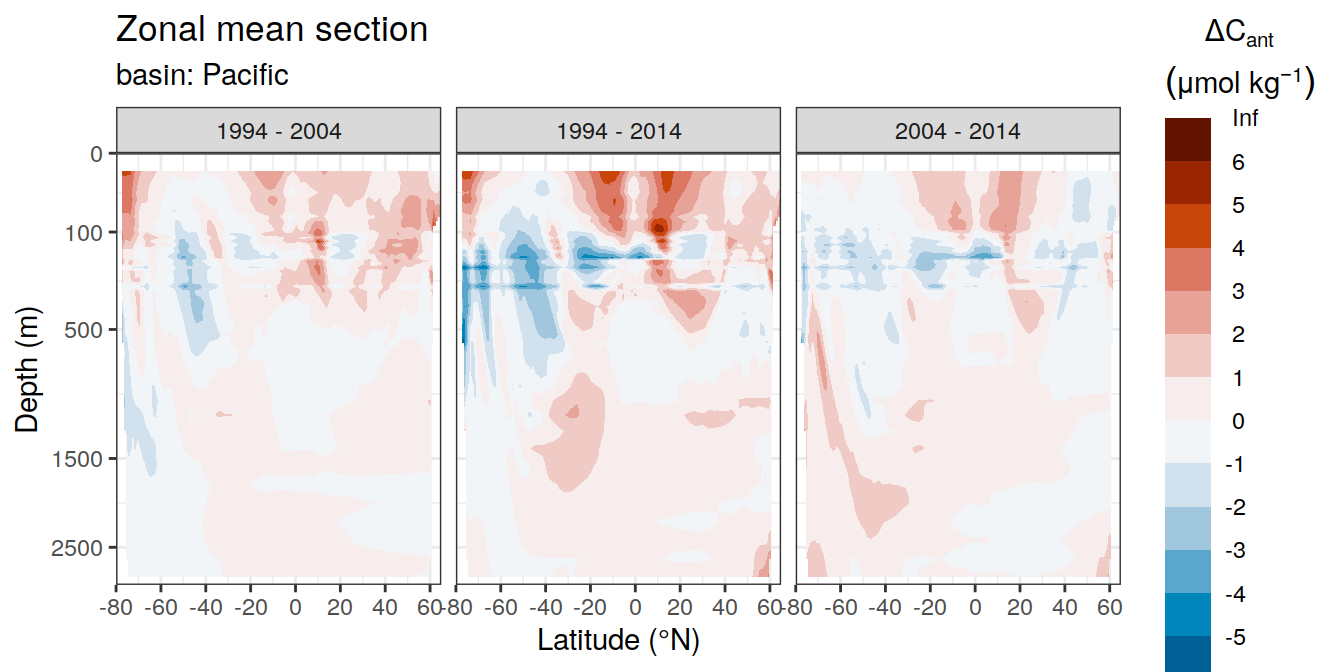 Zonal mean section
basin: Pacific
1994 - 2004
1994 - 2014
2004 - 2014
0
100
500
1500
2500
Depth (m)
-80 -60 -40 -20 0 20 40 60
-80 -60 -40 -20 0 20 40 60
-80 -60 -40 -20 0 20 40 60
Latitude (°N)
ΔCant
(μmol kg⁻¹)
Inf
6
5
4
3
2
1
0
-1
-2
-3
-4
-5